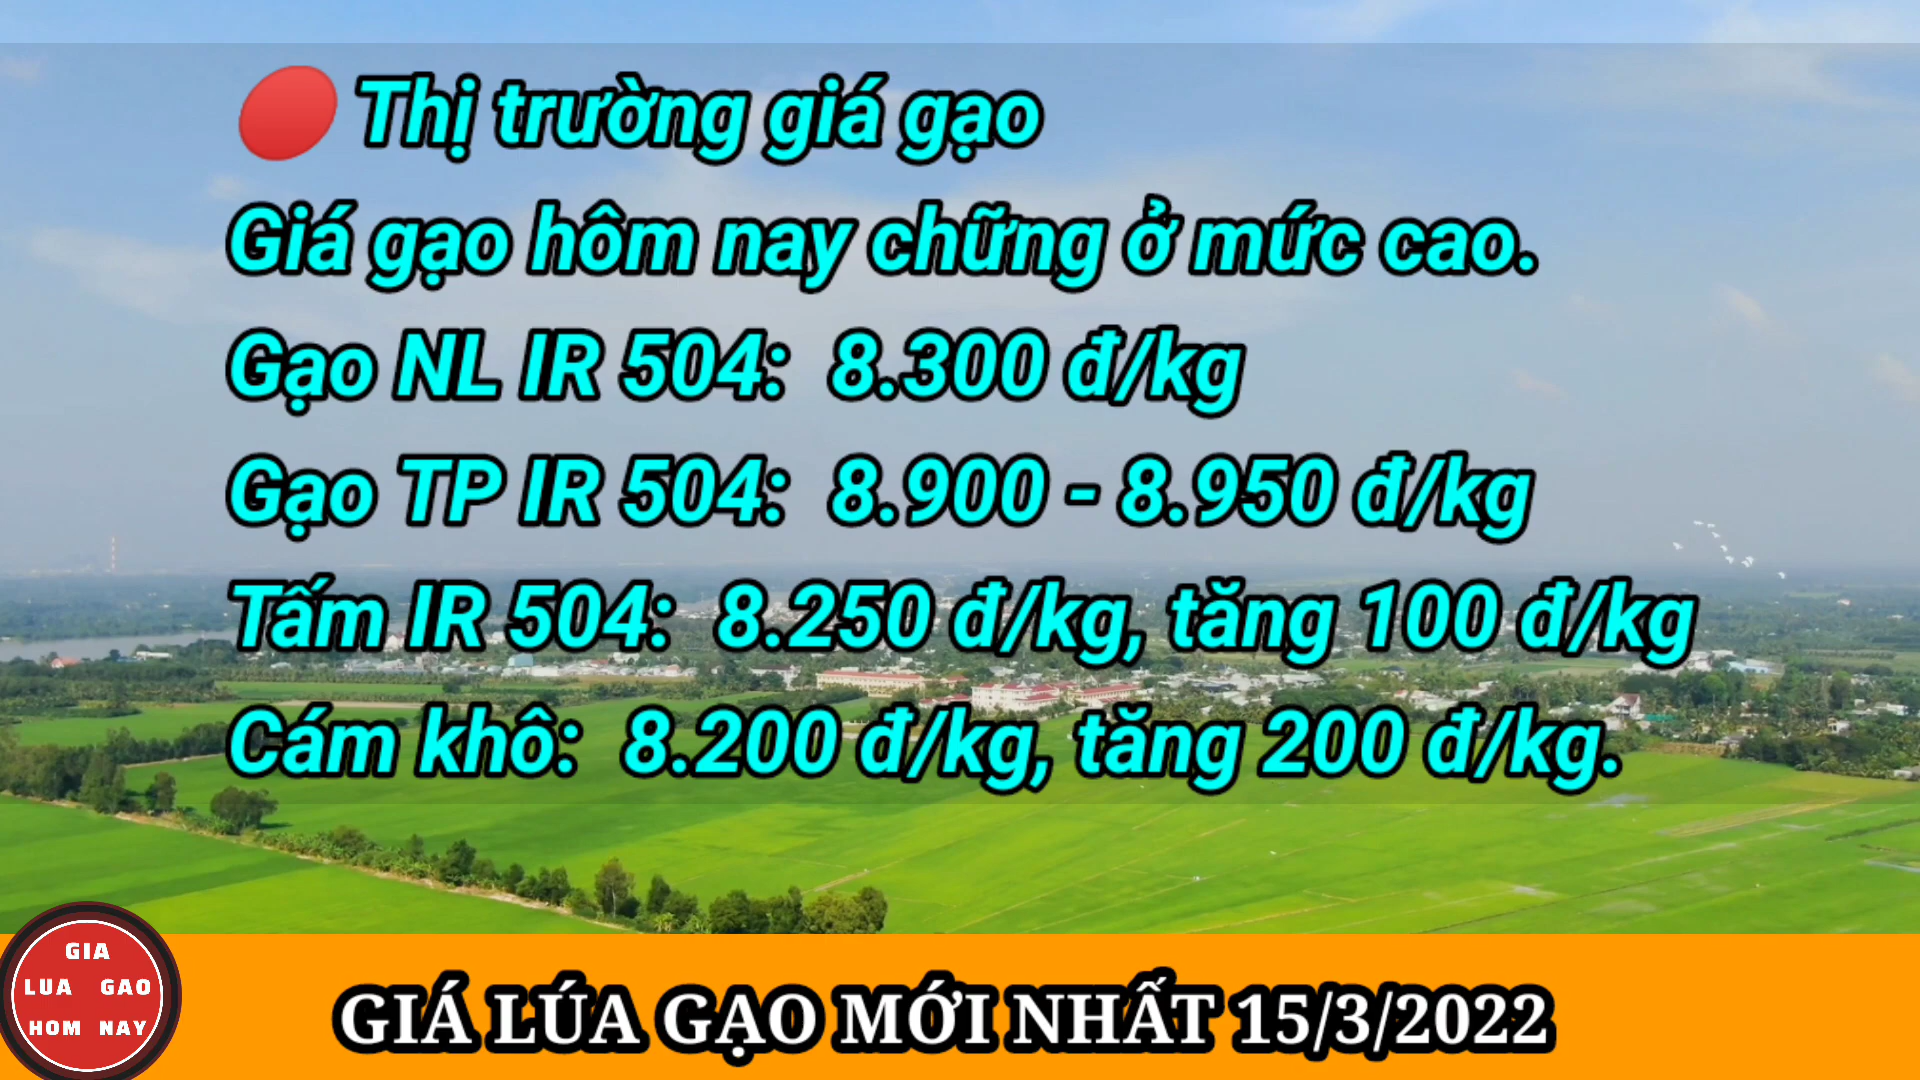 Thị trường giá gạo
Giá gạo hôm nay chững ở mức cao.
Gạo NL IR 504: 8.300 đ/kg
Gạo TP IR 504: 8.900 - 8.950 đ/kg
Tấm IR 504: 8.250 đ/kg, tăng 100 đ/kg
Cám khô: 8.200 đ/kg, tăng 200 đ/kg.
GIA
LUA GAO
HOM NAY
GIÁ LÚA GẠO MỚI NHẤT 15/3/2022